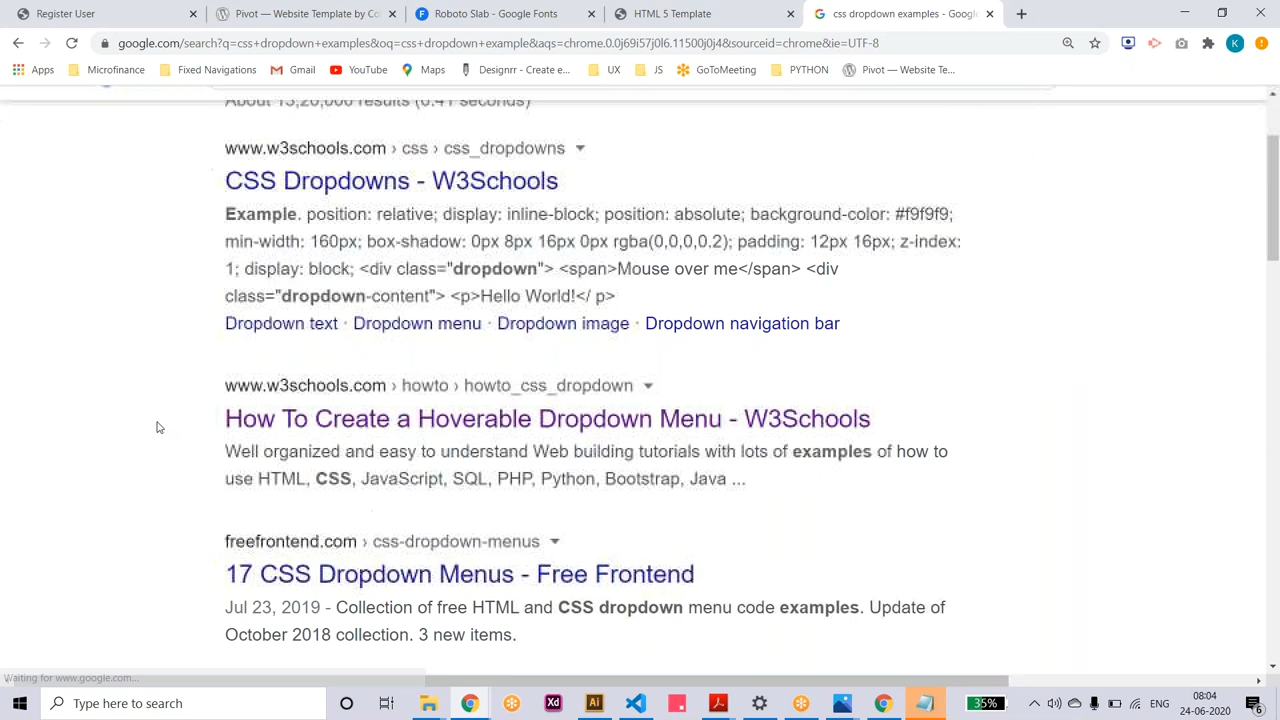 Register User
Pivot — Website Template by Co
Roboto Slab - Google Fonts
HTML 5 Template
css dropdown examples - Google
google.com/search?q=css+dropdown+examples&oq=css+dropdown+example&aqs=chrome.0.0j69i57j0l6.11500j0j4&sourceid=chrome&ie=UTF-8
Apps
Microfinance
Fixed Navigations
Gmail
YouTube
Maps
Designrr - Create e...
UX
JS
GoToMeeting
PYTHON
Pivot — Website Te...
About 13,20,000 results (0.41 seconds)
www.w3schools.com › css › css_dropdowns
CSS Dropdowns - W3Schools
Example. position: relative; display: inline-block; position: absolute; background-color: #f9f9f9;
min-width: 160px; box-shadow: 0px 8px 16px 0px rgba(0,0,0,0.2); padding: 12px 16px; z-index:
1; display: block; <div class="dropdown"> <span>Mouse over me</span> <div
class="dropdown-content"> <p>Hello World!</ p>
Dropdown text · Dropdown menu · Dropdown image · Dropdown navigation bar
www.w3schools.com › howto › howto_css_dropdown
How To Create a Hoverable Dropdown Menu - W3Schools
Well organized and easy to understand Web building tutorials with lots of examples of how to
use HTML, CSS, JavaScript, SQL, PHP, Python, Bootstrap, Java ...
freefrontend.com › css-dropdown-menus
17 CSS Dropdown Menus - Free Frontend
Jul 23, 2019 - Collection of free HTML and CSS dropdown menu code examples. Update of
October 2018 collection. 3 new items.
Waiting for www.google.com...
Type here to search
Xd
Ai
35%
ENG
08:04
24-06-2020
6